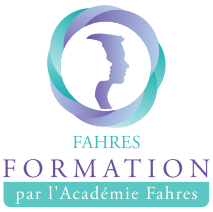 FAHRES
FORMATION
par l'Académie Fahres